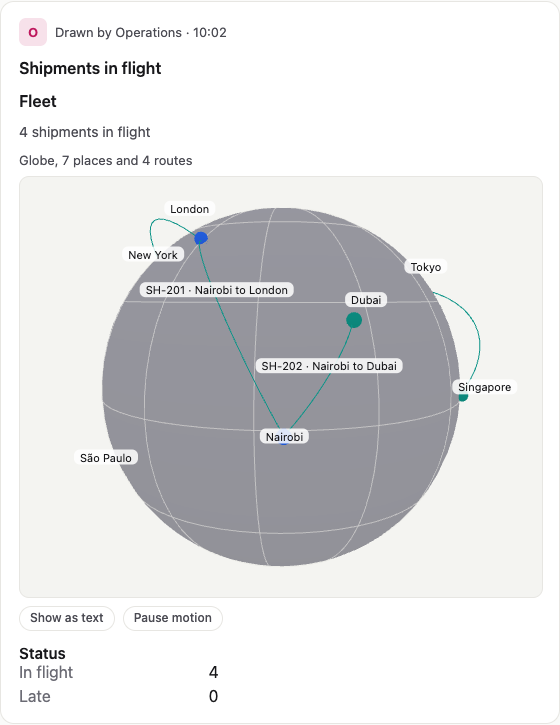 O Drawn by Operations · 10:02
Shipments in flight
Fleet
4 shipments in flight
Globe, 7 places and 4 routes
London
New York
Tokyo
SH-201 · Nairobi to London
Dubai
SH-202 · Nairobi to Dubai
Singapore
Nairobi
São Paulo
Show as text Pause motion
Status
In flight 4
Late 0